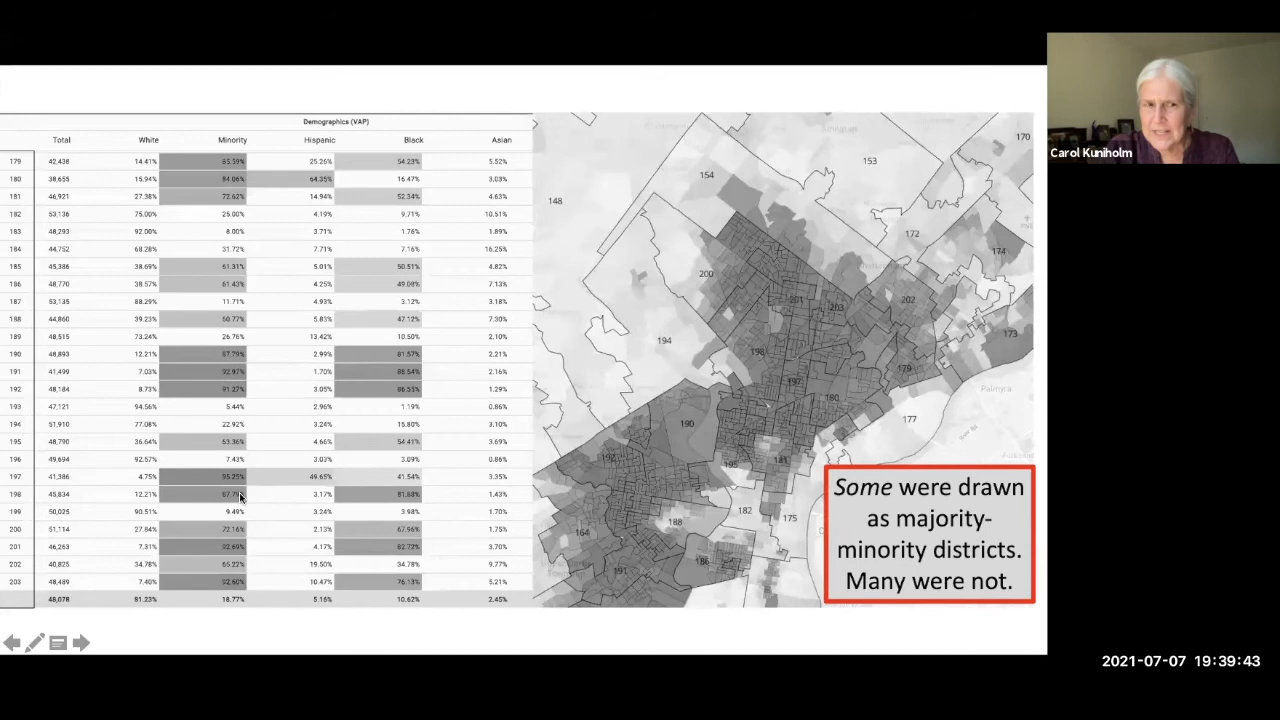 Demographics (VAP)
Total White Minority Hispanic Black Asian
179 42,438 14.41% 85.59% 25.26% 54.23% 5.52%
180 38,655 15.94% 84.06% 64.35% 16.47% 3.03%
181 46,921 27.38% 72.62% 14.94% 52.34% 4.63%
182 53,136 75.00% 25.00% 4.19% 9.71% 10.51%
183 48,293 92.00% 8.00% 3.71% 1.76% 1.89%
184 44,752 68.28% 31.72% 7.71% 7.16% 16.25%
185 45,386 38.69% 61.31% 5.01% 50.51% 4.82%
186 48,770 38.57% 61.43% 4.25% 49.08% 7.13%
187 53,135 88.29% 11.71% 4.93% 3.12% 3.18%
188 44,860 39.23% 60.77% 5.83% 47.12% 7.30%
189 48,515 73.24% 26.76% 13.42% 10.50% 2.10%
190 48,893 12.21% 87.79% 2.99% 81.57% 2.21%
191 41,499 7.03% 92.97% 1.70% 88.54% 2.16%
192 48,184 8.73% 91.27% 3.05% 86.55% 1.29%
193 47,121 94.56% 5.44% 2.96% 1.19% 0.86%
194 51,910 77.08% 22.92% 3.24% 15.80% 3.10%
195 48,790 36.64% 63.36% 4.66% 54.41% 3.69%
196 49,694 92.57% 7.43% 3.03% 3.09% 0.86%
197 41,386 4.75% 95.25% 49.65% 41.54% 3.35%
198 45,834 12.21% 87.79% 3.17% 81.88% 1.43%
199 50,025 90.51% 9.49% 3.24% 3.98% 1.70%
200 51,114 27.84% 72.16% 2.13% 67.96% 1.75%
201 46,263 7.31% 92.69% 4.17% 82.72% 3.70%
202 40,825 34.78% 65.22% 19.50% 34.78% 9.77%
203 48,489 7.40% 92.60% 10.47% 76.13% 5.21%
48,078 81.23% 18.77% 5.16% 10.62% 2.45%
170
153
154
148
172
174
200
201
203
202
173
194
198
179
197
180
Palmyra
177
190
192
195
181
182
175
188
164
186
191
Some were drawn
as majority-
minority districts.
Many were not.
Carol Kuniholm
2021-07-07 19:39:43